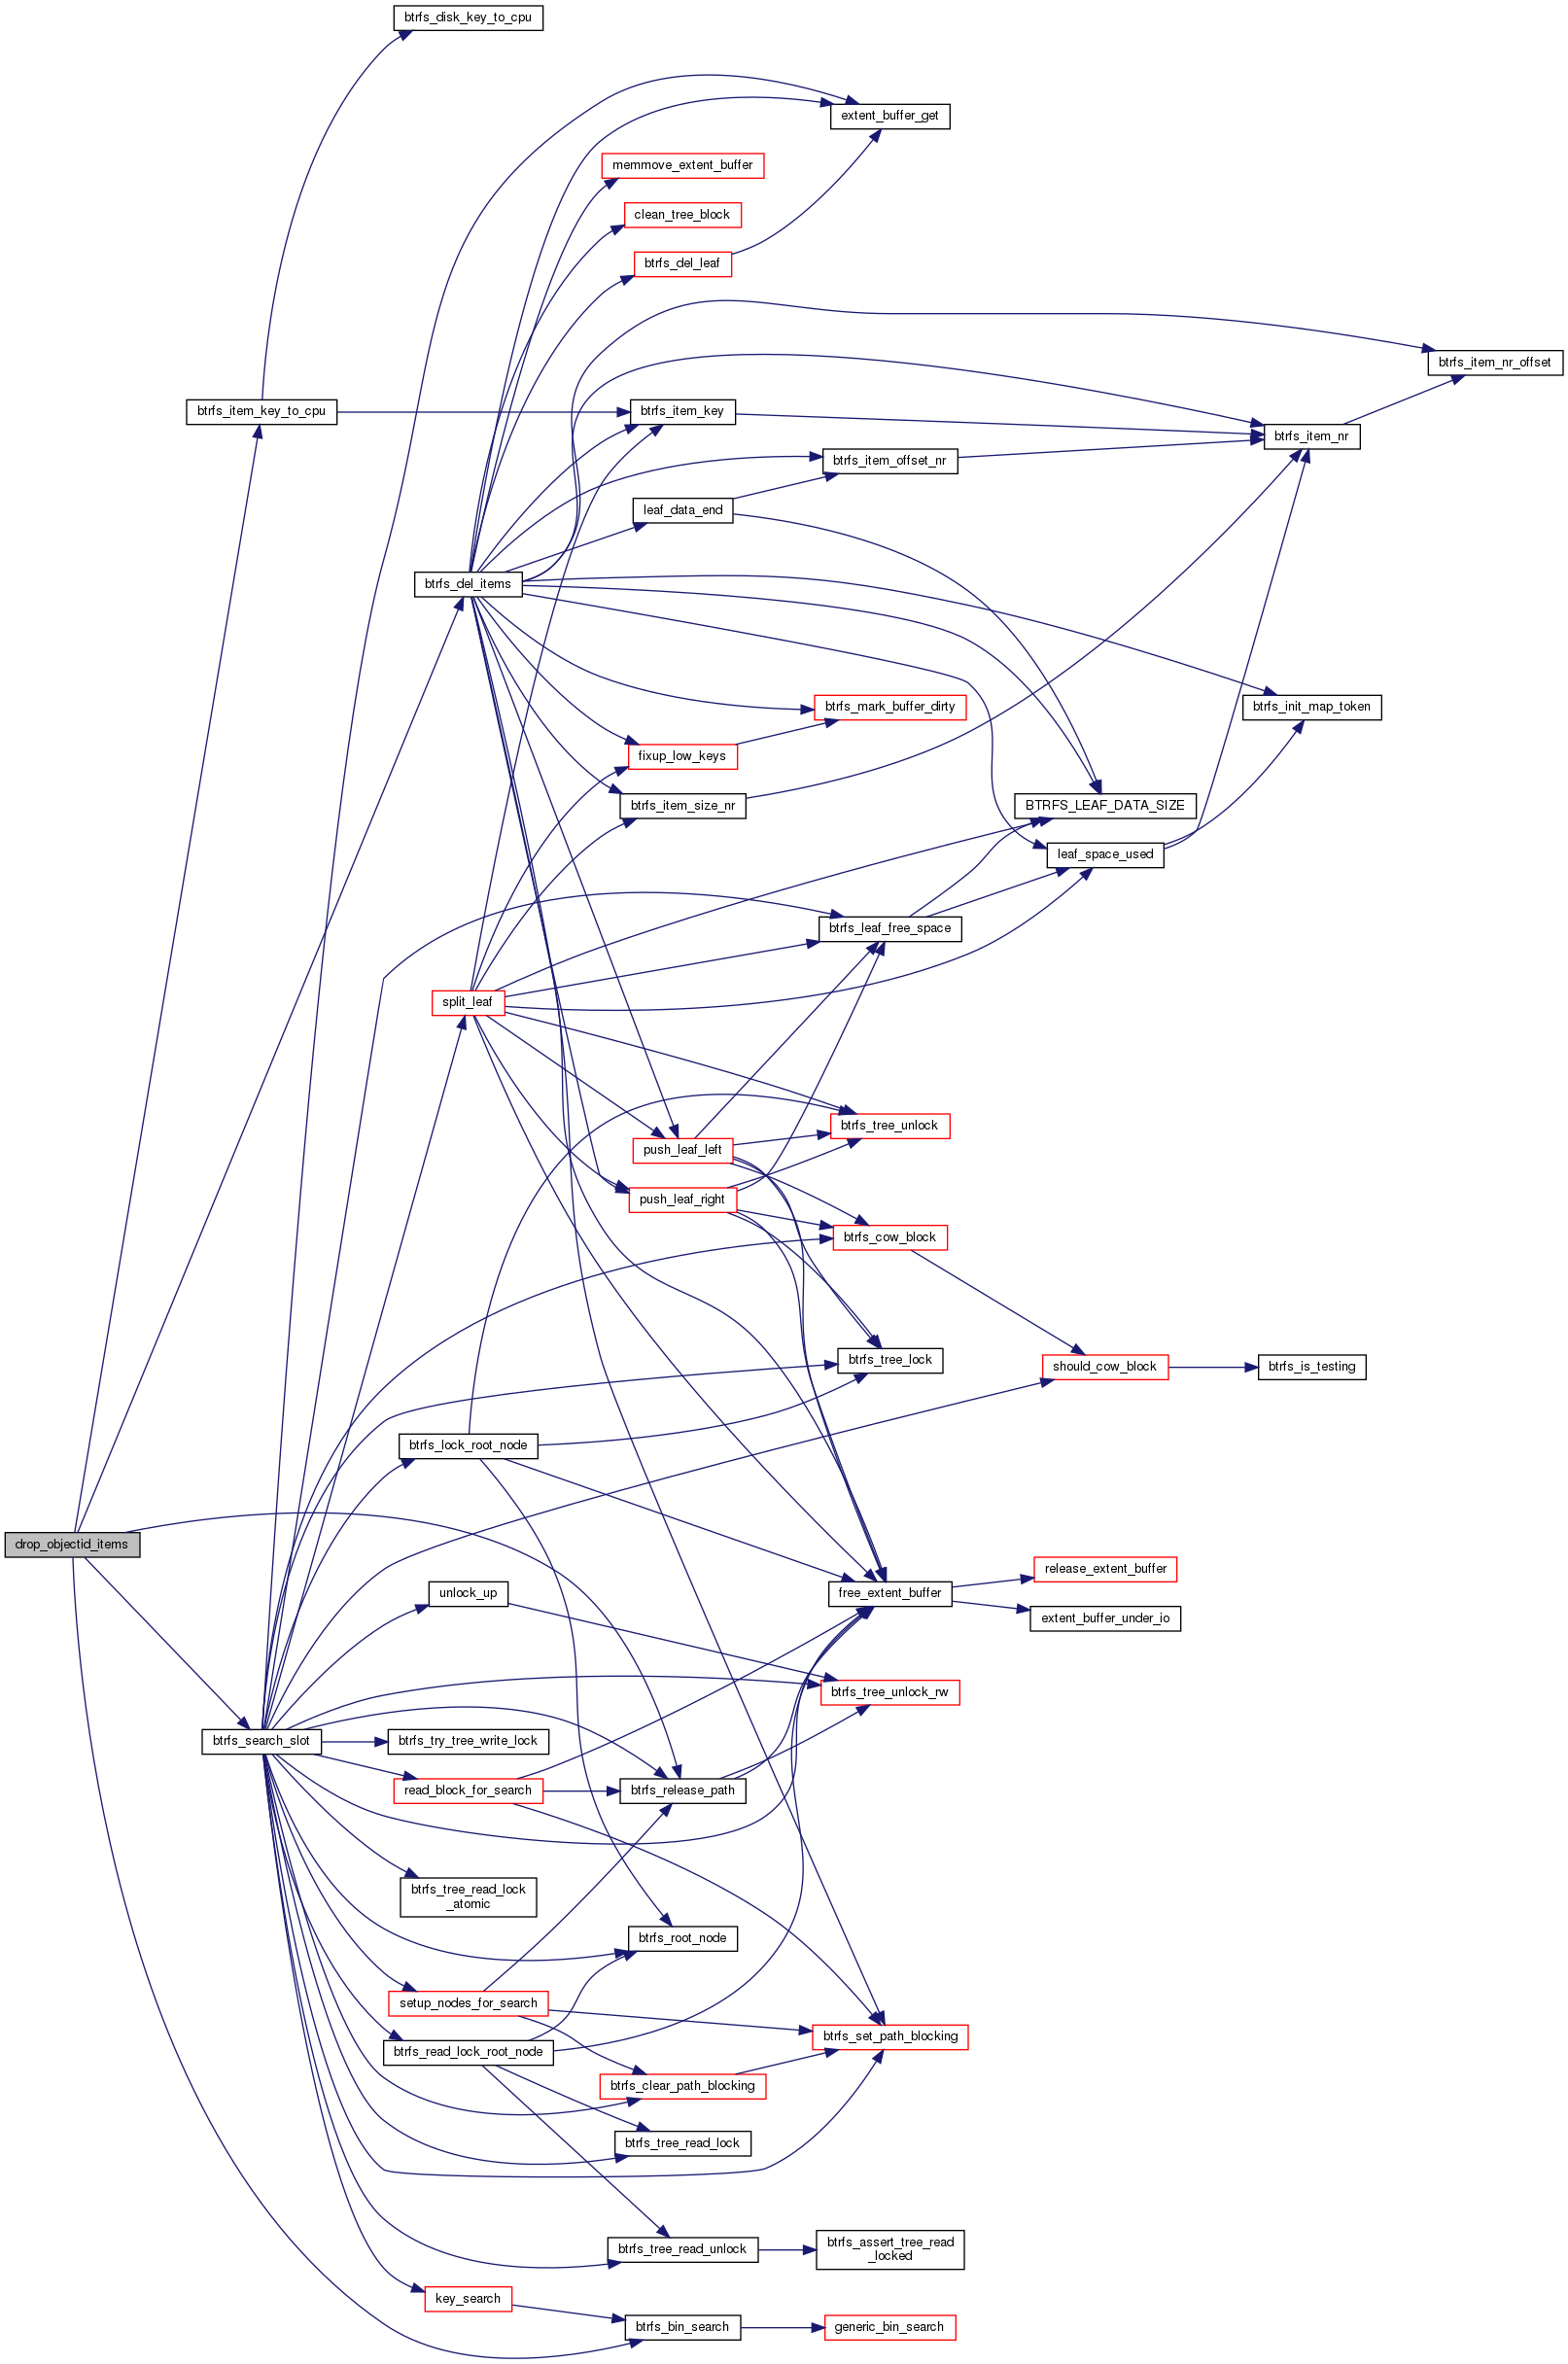 btrfs_disk_key_to_cpu
extent_buffer_get
memmove_extent_buffer
clean_tree_block
btrfs_del_leaf
btrfs_item_nr_offset
btrfs_item_key_to_cpu
btrfs_item_key
btrfs_item_nr
btrfs_item_offset_nr
leaf_data_end
btrfs_del_items
btrfs_mark_buffer_dirty
btrfs_init_map_token
fixup_low_keys
btrfs_item_size_nr
BTRFS_LEAF_DATA_SIZE
leaf_space_used
btrfs_leaf_free_space
split_leaf
btrfs_tree_unlock
push_leaf_left
push_leaf_right
btrfs_cow_block
btrfs_tree_lock
should_cow_block
btrfs_is_testing
btrfs_lock_root_node
drop_objectid_items
release_extent_buffer
unlock_up
free_extent_buffer
extent_buffer_under_io
btrfs_tree_unlock_rw
btrfs_search_slot
btrfs_try_tree_write_lock
read_block_for_search
btrfs_release_path
btrfs_tree_read_lock
_atomic
btrfs_root_node
setup_nodes_for_search
btrfs_set_path_blocking
btrfs_read_lock_root_node
btrfs_clear_path_blocking
btrfs_tree_read_lock
btrfs_tree_read_unlock
btrfs_assert_tree_read
_locked
key_search
btrfs_bin_search
generic_bin_search